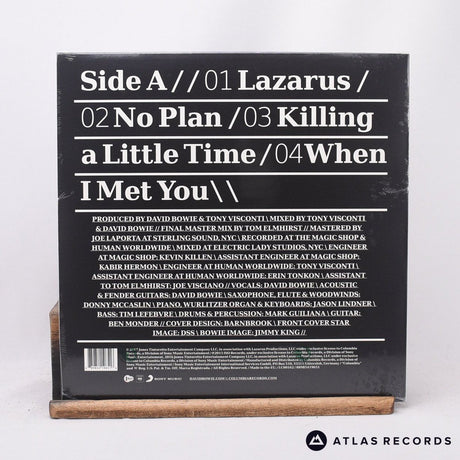 Side A // 01 Lazarus /
02 No Plan / 03 Killing
a Little Time / 04 When
I Met You \\
PRODUCED BY DAVID BOWIE & TONY VISCONTI \ MIXED BY TONY VISCONTI
& DAVID BOWIE // FINAL MASTER MIX BY TOM ELMHIRST // MASTERED BY
JOE LAPORTA AT STERLING SOUND, NYC \ RECORDED AT THE MAGIC SHOP &
HUMAN WORLDWIDE \ MIXED AT ELECTRIC LADY STUDIOS, NYC \ ENGINEER
AT MAGIC SHOP: KEVIN KILLEN / ASSISTANT ENGINEER AT MAGIC SHOP:
KABIR HERMON \ ENGINEER AT HUMAN WORLDWIDE: TONY VISCONTI \
ASSISTANT ENGINEER AT HUMAN WORLDWIDE: ERIN TONKON \ ASSISTANT
TO TOM ELMHIRST: JOE VISCIANO // VOCALS: DAVID BOWIE \ ACOUSTIC
& FENDER GUITARS: DAVID BOWIE \ SAXOPHONE, FLUTE & WOODWINDS:
DONNY MCCASLIN \ PIANO, WURLITZER ORGAN & KEYBOARDS: JASON LINDNER
\ BASS: TIM LEFEBVRE \ DRUMS & PERCUSSION: MARK GUILIANA \ GUITAR:
BEN MONDER // COVER DESIGN: BARNBROOK \ FRONT COVER STAR
IMAGE: DSS \ BOWIE IMAGE: JIMMY KING //
SONY MUSIC DAVIDBOWIE.COM \ COLUMBIARECORDS.COM
ATLAS RECORDS